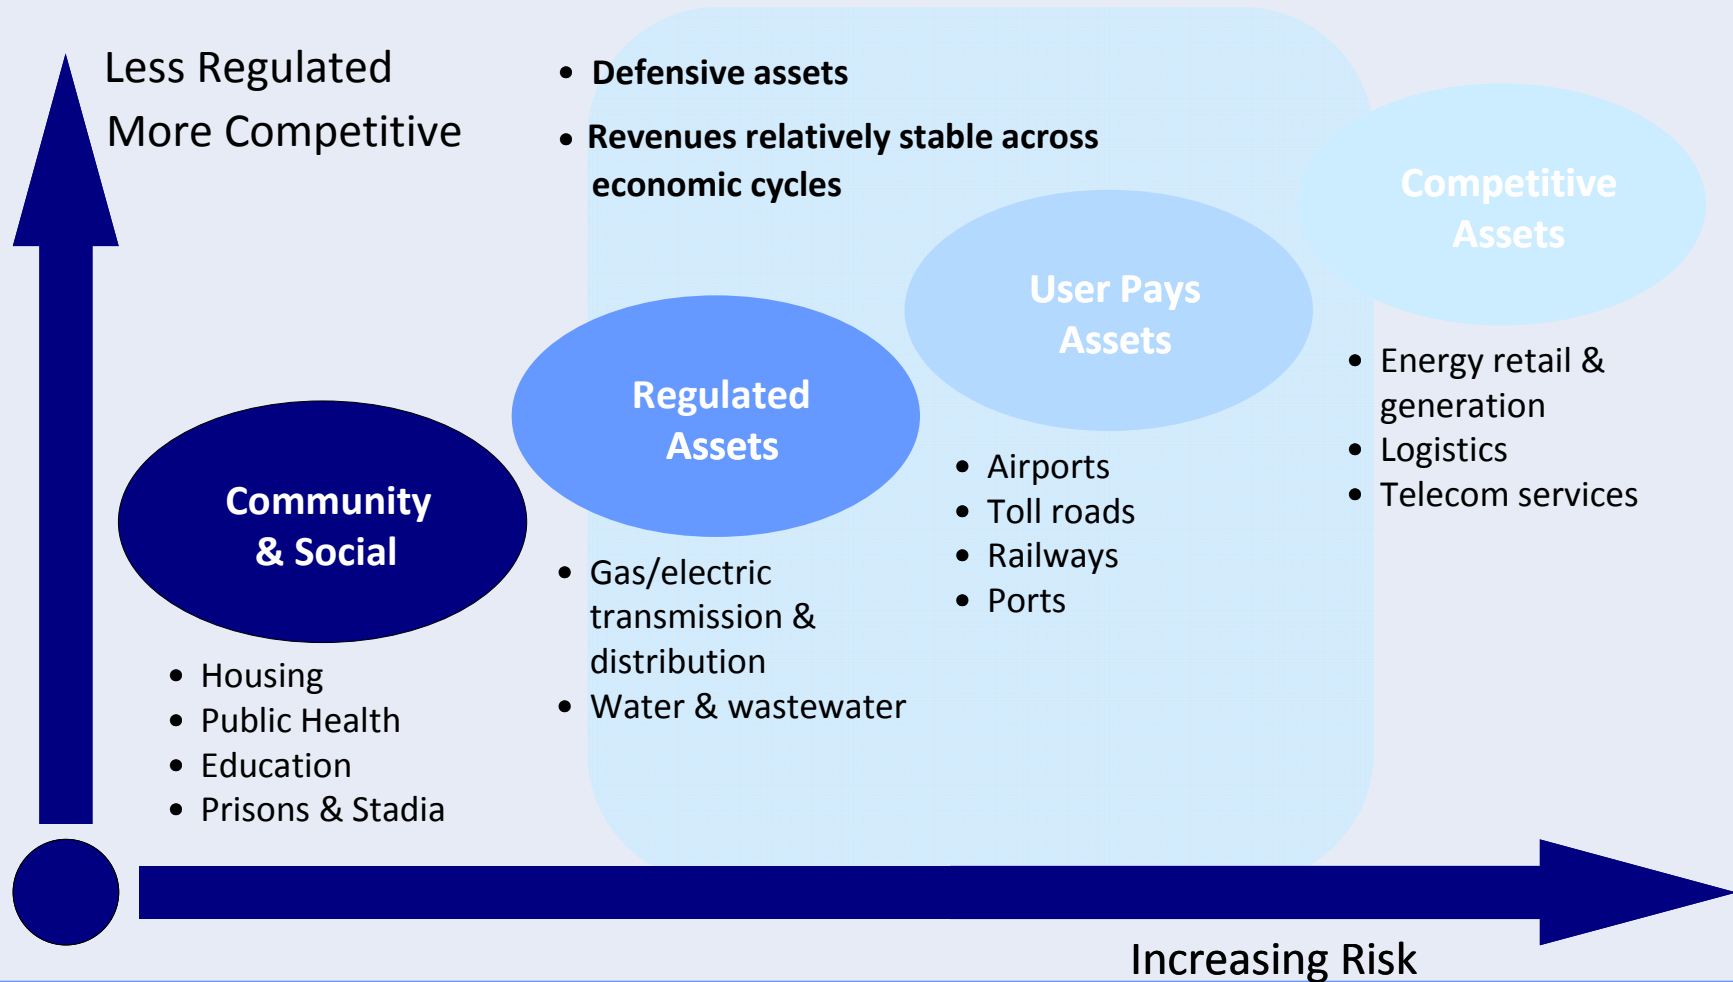 Less Regulated
More Competitive
• Defensive assets
• Revenues relatively stable across
economic cycles
Community
& Social
• Housing
• Public Health
• Education
• Prisons & Stadia
Regulated
Assets
• Gas/electric
transmission &
distribution
• Water & wastewater
User Pays
Assets
• Airports
• Toll roads
• Railways
• Ports
Competitive
Assets
• Energy retail &
generation
• Logistics
• Telecom services
Increasing Risk